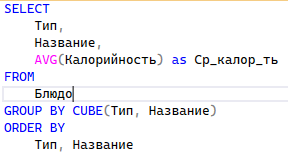 SELECT
Тип,
Название,
AVG(Калорийность) as Ср_калор_ть
FROM
Блюдо
GROUP BY CUBE(Тип, Название)
ORDER BY
Тип, Название